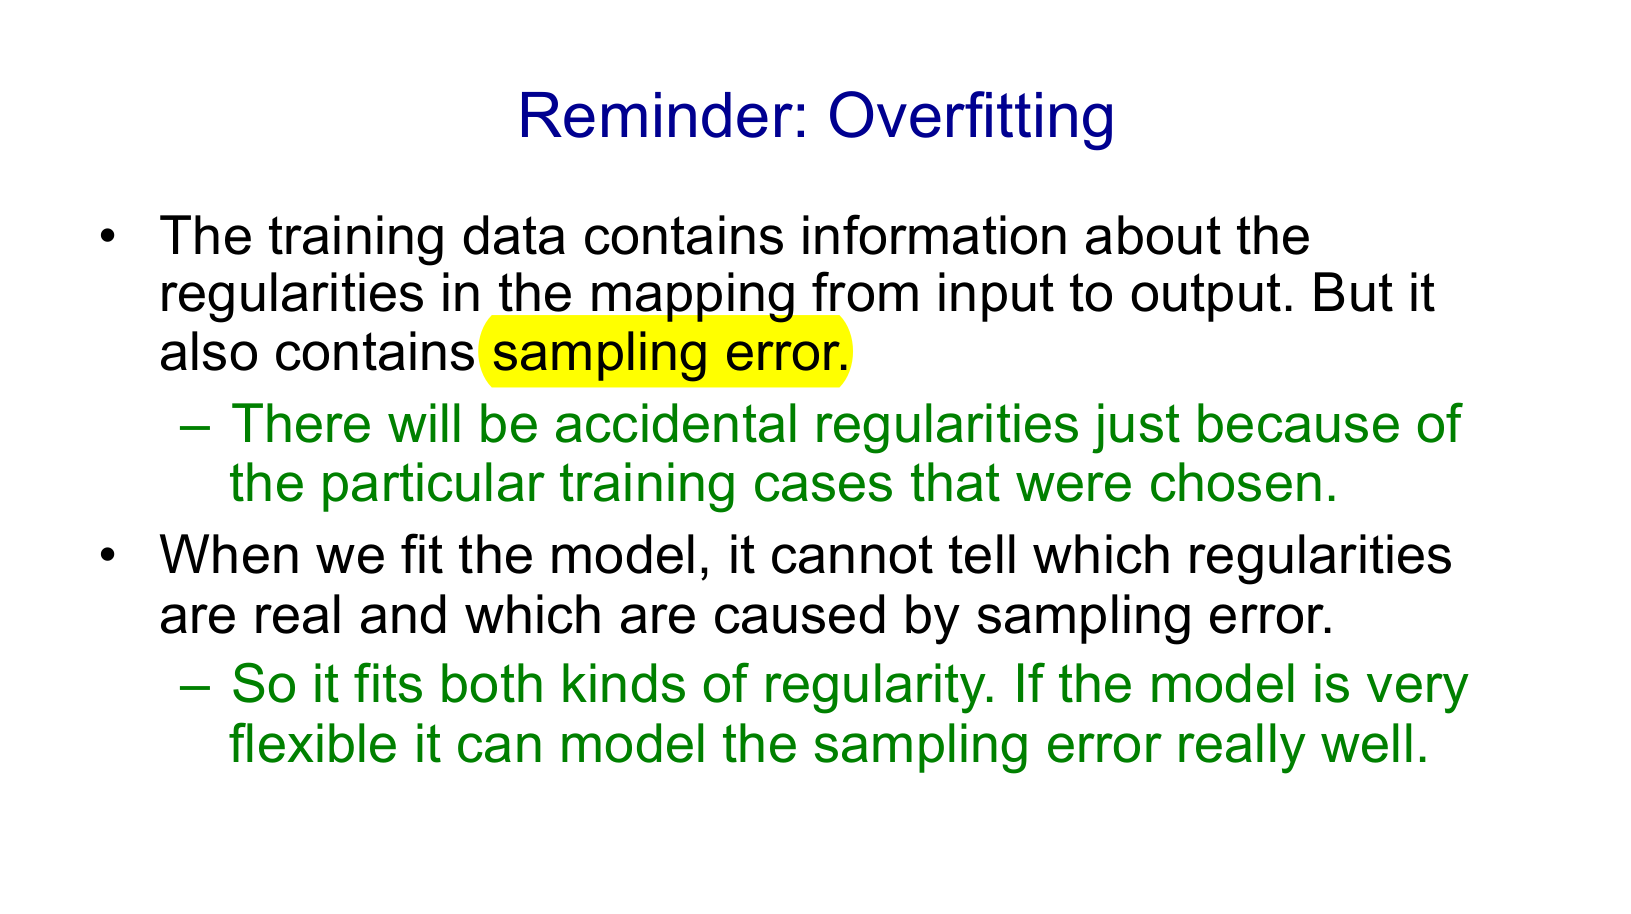 Reminder: Overfitting
• The training data contains information about the
regularities in the mapping from input to output. But it
also contains sampling error.
– There will be accidental regularities just because of
the particular training cases that were chosen.
• When we fit the model, it cannot tell which regularities
are real and which are caused by sampling error.
– So it fits both kinds of regularity. If the model is very
flexible it can model the sampling error really well.